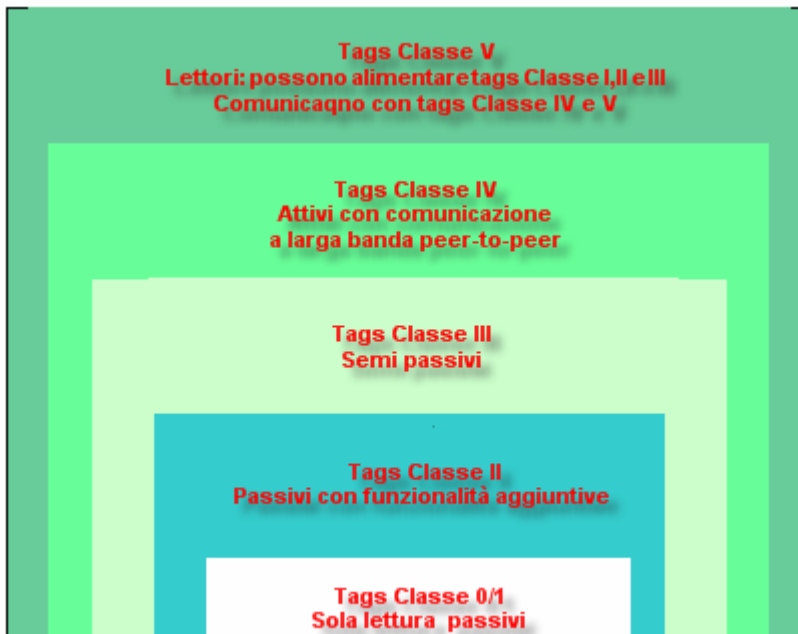 Tags Classe V
Lettori: possono alimentare tags Classe I,II e III
Comunicaqno con tags Classe IV e V
Tags Classe IV
Attivi con comunicazione
a larga banda peer-to-peer
Tags Classe III
Semi passivi
Tags Classe II
Passivi con funzionalità aggiuntive
Tags Classe 0/1
Sola lettura passivi